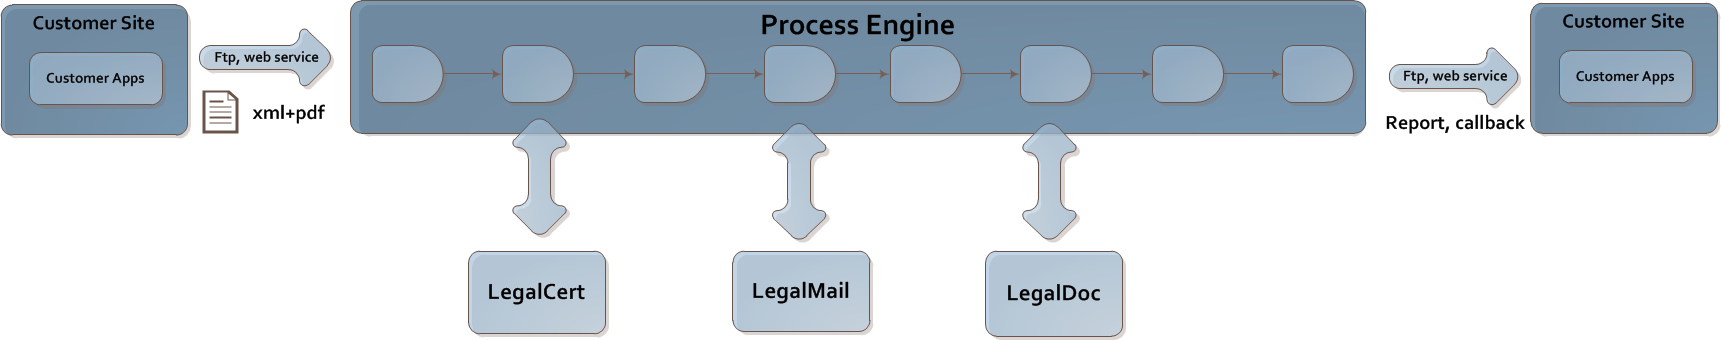 Customer Site
Customer Apps
Ftp, web service
xml+pdf
Process Engine
LegalCert
LegalMail
LegalDoc
Ftp, web service
Report, callback
Customer Site
Customer Apps